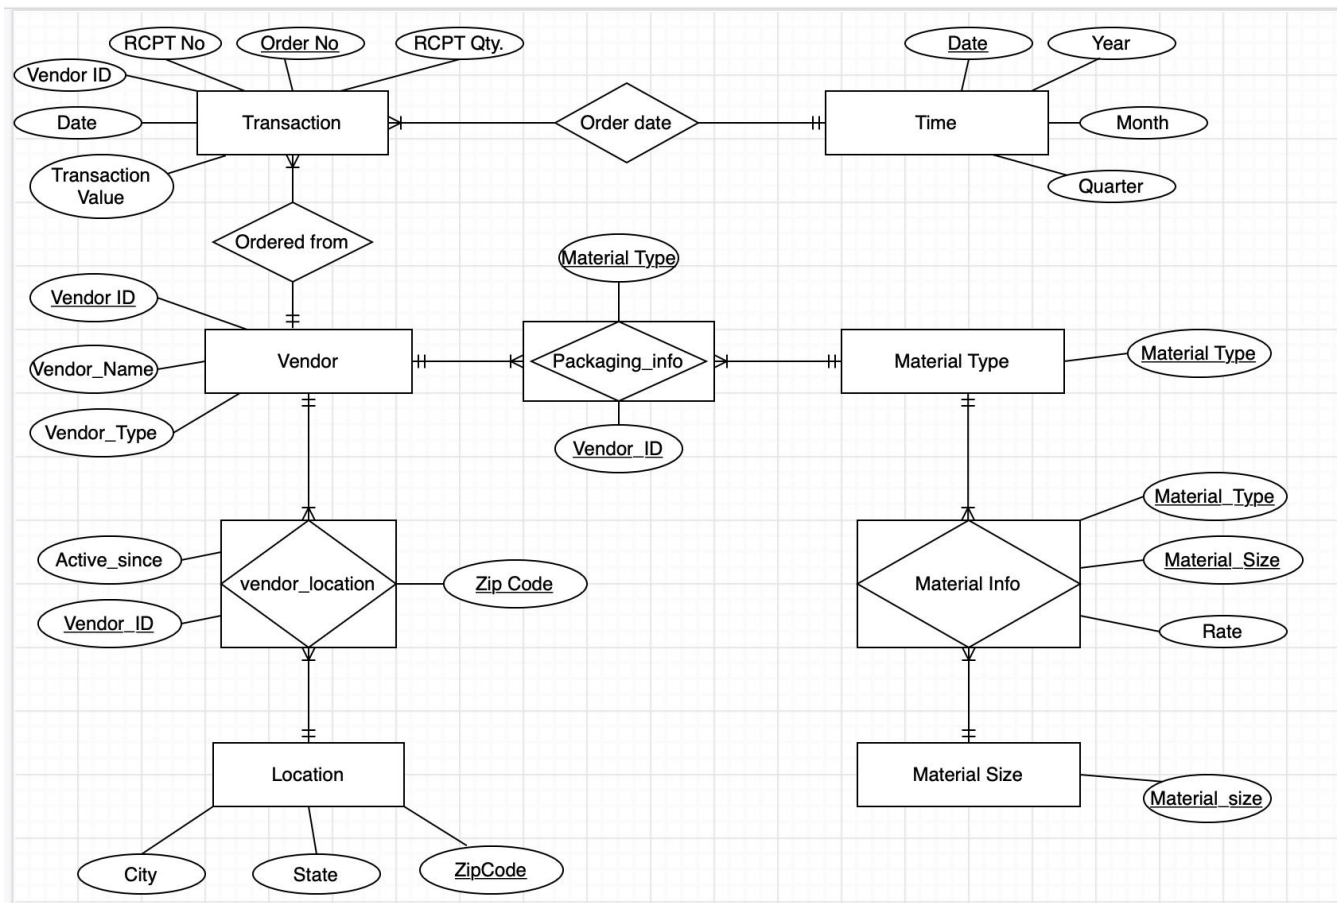 RCPT No
Order No
RCPT Qty.
Date
Year
Vendor ID
Date
Transaction
Order date
Time
Month
Transaction
Value
Quarter
Ordered from
Material Type
Vendor ID
Vendor_Name
Vendor
Packaging_info
Material Type
Material Type
Vendor_Type
Vendor_ID
Material_Type
Active_since
vendor_location
Zip Code
Material Info
Material_Size
Vendor_ID
Rate
Location
Material Size
Material_size
City
State
ZipCode